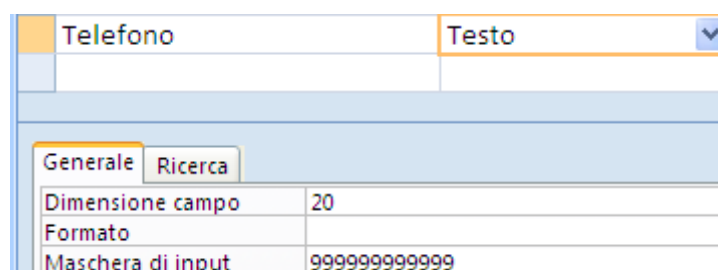 Telefono Testo
Generale Ricerca
Dimensione campo 20
Formato
Maschera di input 999999999999